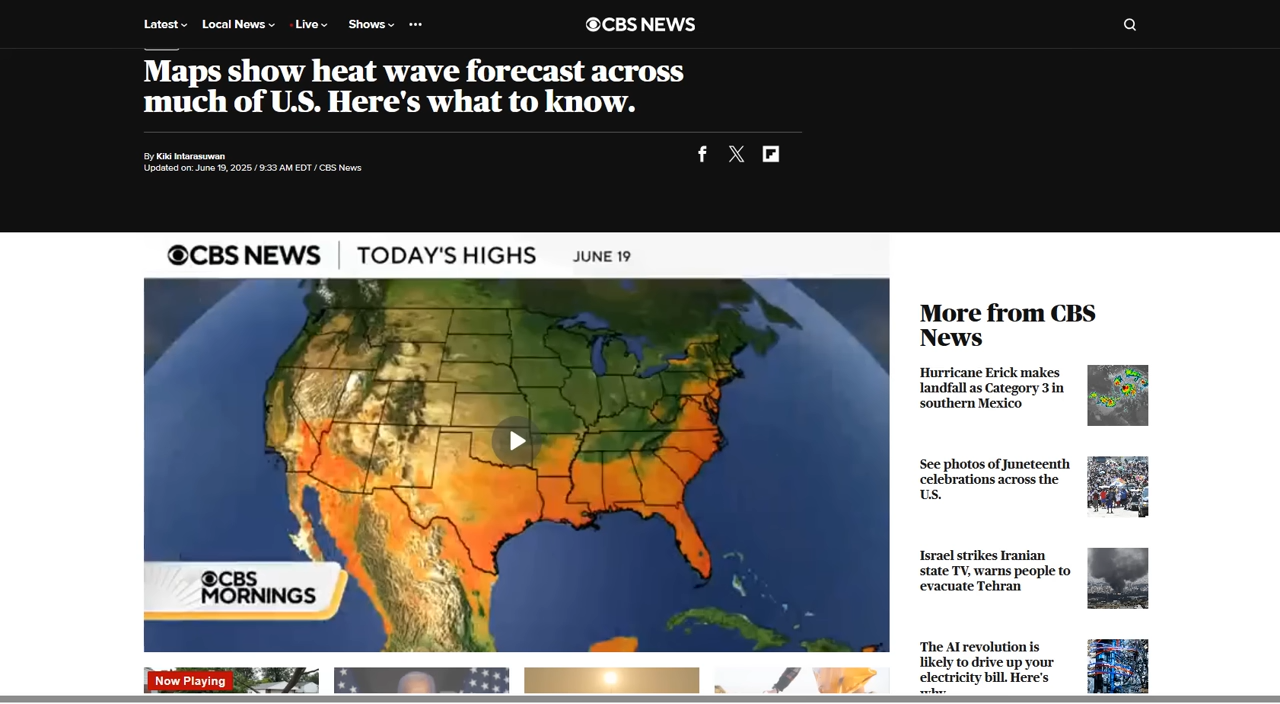 Latest Local News Live Shows
CBS NEWS
Maps show heat wave forecast across
much of U.S. Here's what to know.
By Kiki Intarasuwan
Updated on: June 19, 2025 / 9:33 AM EDT / CBS News
CBS NEWS TODAY'S HIGHS JUNE 19
CBS
MORNINGS
Now Playing
More from CBS
News
Hurricane Erick makes
landfall as Category 3 in
southern Mexico
See photos of Juneteenth
celebrations across the
U.S.
Israel strikes Iranian
state TV, warns people to
evacuate Tehran
The AI revolution is
likely to drive up your
electricity bill. Here's